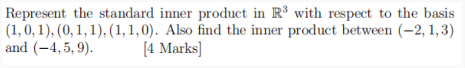 Represent the standard inner product in ℝ³ with respect to the basis
(1, 0, 1), (0, 1, 1), (1, 1, 0). Also find the inner product between (−2, 1, 3)
and (−4, 5, 9). [4 Marks]